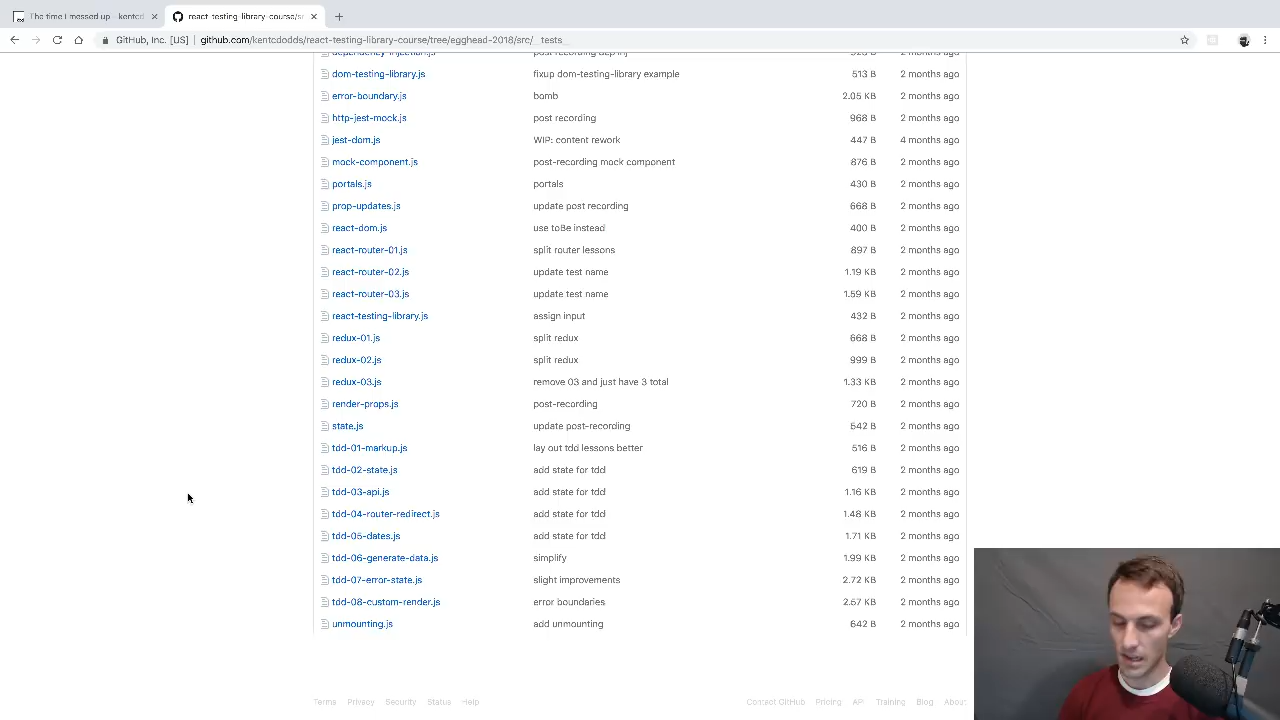 The time I messed up - kentcd
react-testing-library-course/sr
GitHub, Inc. [US] github.com/kentcdodds/react-testing-library-course/tree/egghead-2018/src/__tests__
dependency-injection.js post recording dep inj 2 months ago
dom-testing-library.js fixup dom-testing-library example 513 B 2 months ago
error-boundary.js bomb 2.05 KB 2 months ago
http-jest-mock.js post recording 968 B 2 months ago
jest-dom.js WIP: content rework 447 B 4 months ago
mock-component.js post-recording mock component 876 B 2 months ago
portals.js portals 430 B 2 months ago
prop-updates.js update post recording 668 B 2 months ago
react-dom.js use toBe instead 400 B 2 months ago
react-router-01.js split router lessons 897 B 2 months ago
react-router-02.js update test name 1.19 KB 2 months ago
react-router-03.js update test name 1.59 KB 2 months ago
react-testing-library.js assign input 432 B 2 months ago
redux-01.js split redux 668 B 2 months ago
redux-02.js split redux 999 B 2 months ago
redux-03.js remove 03 and just have 3 total 1.33 KB 2 months ago
render-props.js post-recording 720 B 2 months ago
state.js update post-recording 542 B 2 months ago
tdd-01-markup.js lay out tdd lessons better 516 B 2 months ago
tdd-02-state.js add state for tdd 619 B 2 months ago
tdd-03-api.js add state for tdd 1.16 KB 2 months ago
tdd-04-router-redirect.js add state for tdd 1.48 KB 2 months ago
tdd-05-dates.js add state for tdd 1.71 KB 2 months ago
tdd-06-generate-data.js simplify 1.99 KB 2 months ago
tdd-07-error-state.js slight improvements 2.72 KB 2 months ago
tdd-08-custom-render.js error boundaries 2.57 KB 2 months ago
unmounting.js add unmounting 642 B 2 months ago
Terms Privacy Security Status Help Contact GitHub Pricing API Training Blog About